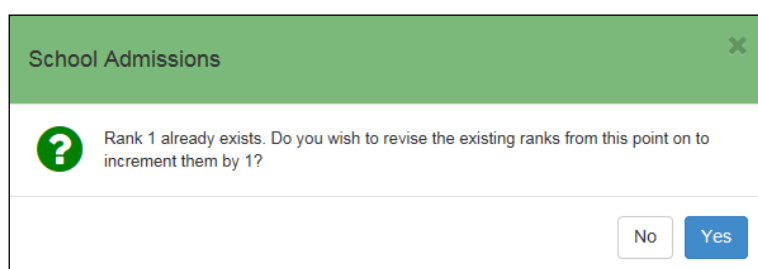 School Admissions
Rank 1 already exists. Do you wish to revise the existing ranks from this point on to
increment them by 1?
No
Yes